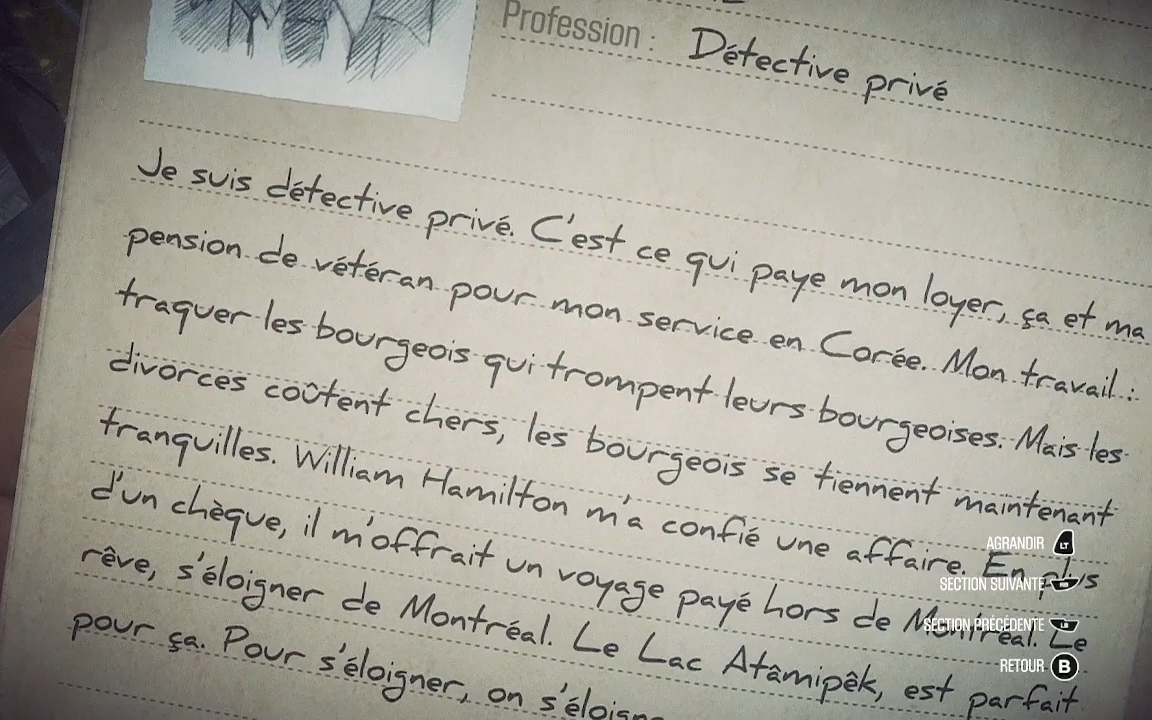 Profession : Détective privé
Je suis détective privé. C'est ce qui paye mon loyer, ça et ma
pension de vétéran pour mon service en Corée. Mon travail :
traquer les bourgeois qui trompent leurs bourgeoises. Mais les
divorces coûtent chers, les bourgeois se tiennent maintenant
tranquilles. William Hamilton m'a confié une affaire. En plus
d'un chèque, il m'offrait un voyage payé hors de Montréal. Le
rêve, s'éloigner de Montréal. Le Lac Atâmipêk, est parfait
pour ça. Pour s'éloigner, on
AGRANDIR LT
SECTION SUIVANTE
SECTION PRÉCÉDENTE
RETOUR B